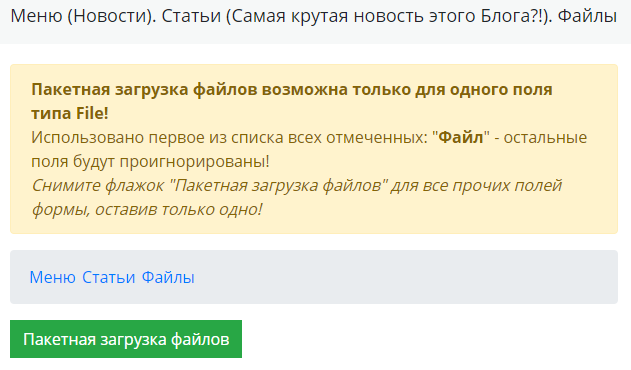 Меню (Новости). Статьи (Самая крутая новость этого Блога?!). Файлы
Пакетная загрузка файлов возможна только для одного поля
типа File!
Использовано первое из списка всех отмеченных: "Файл" - остальные
поля будут проигнорированы!
Снимите флажок "Пакетная загрузка файлов" для все прочих полей
формы, оставив только одно!
Меню Статьи Файлы
Пакетная загрузка файлов